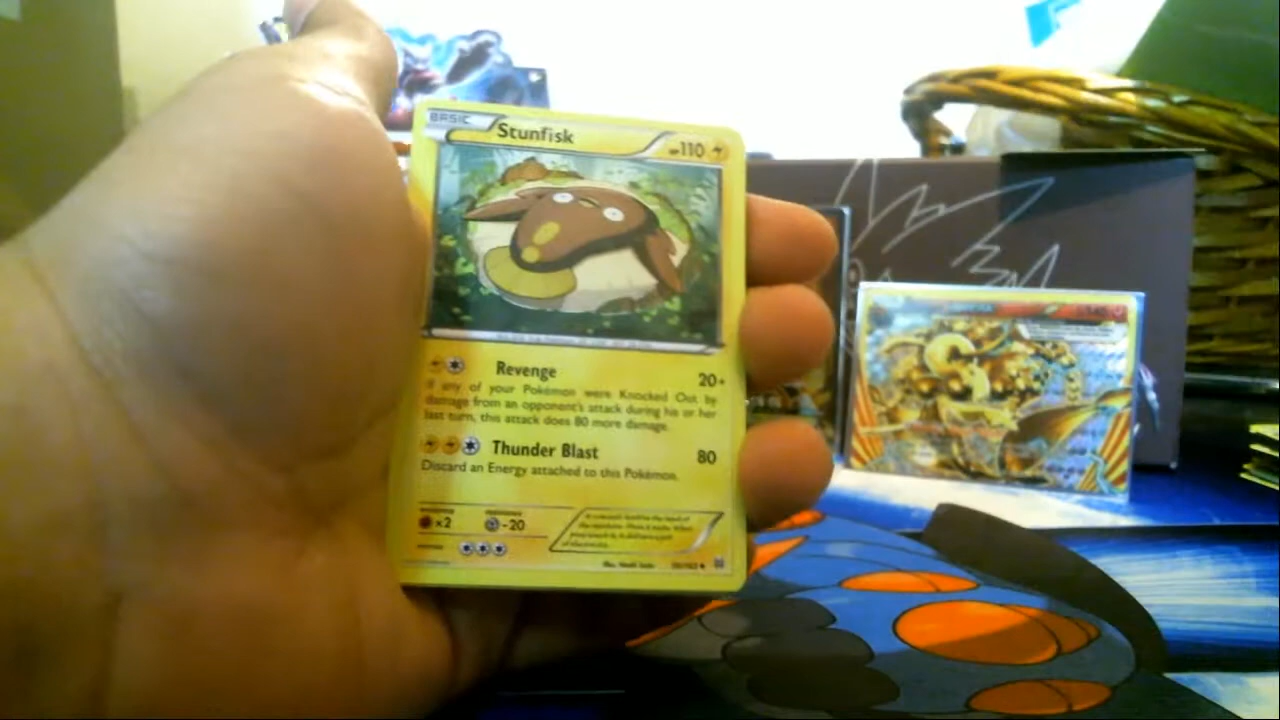 BASIC Stunfisk HP110
Revenge 20+
If any of your Pokémon were Knocked Out by
damage from an opponent's attack during his or her
last turn, this attack does 80 more damage.
Thunder Blast 80
Discard an Energy attached to this Pokémon.
x2 -20